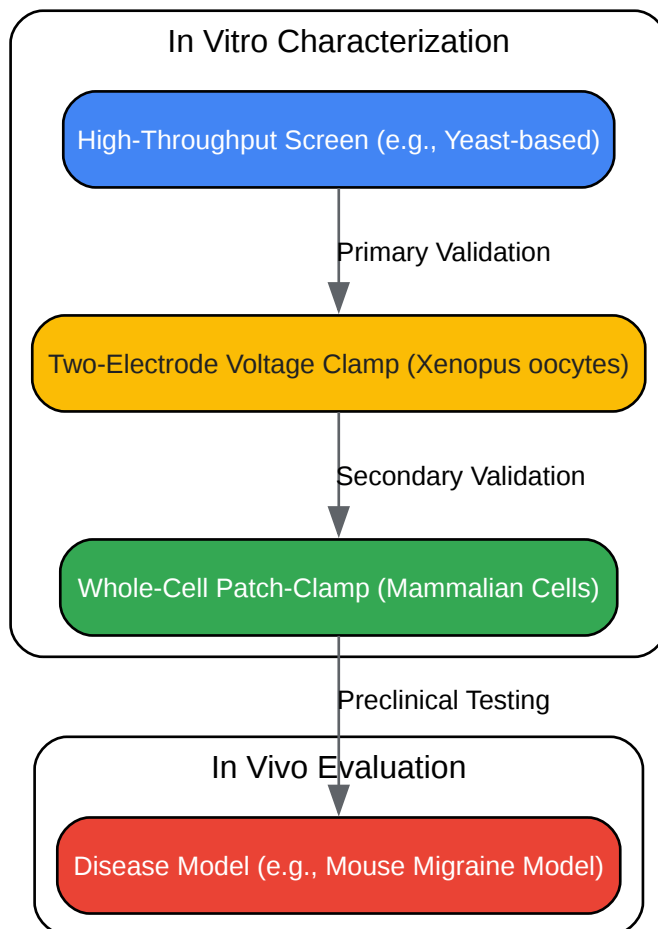 In Vitro Characterization
High-Throughput Screen (e.g., Yeast-based)
Primary Validation
Two-Electrode Voltage Clamp (Xenopus oocytes)
Secondary Validation
Whole-Cell Patch-Clamp (Mammalian Cells)
Preclinical Testing
In Vivo Evaluation
Disease Model (e.g., Mouse Migraine Model)